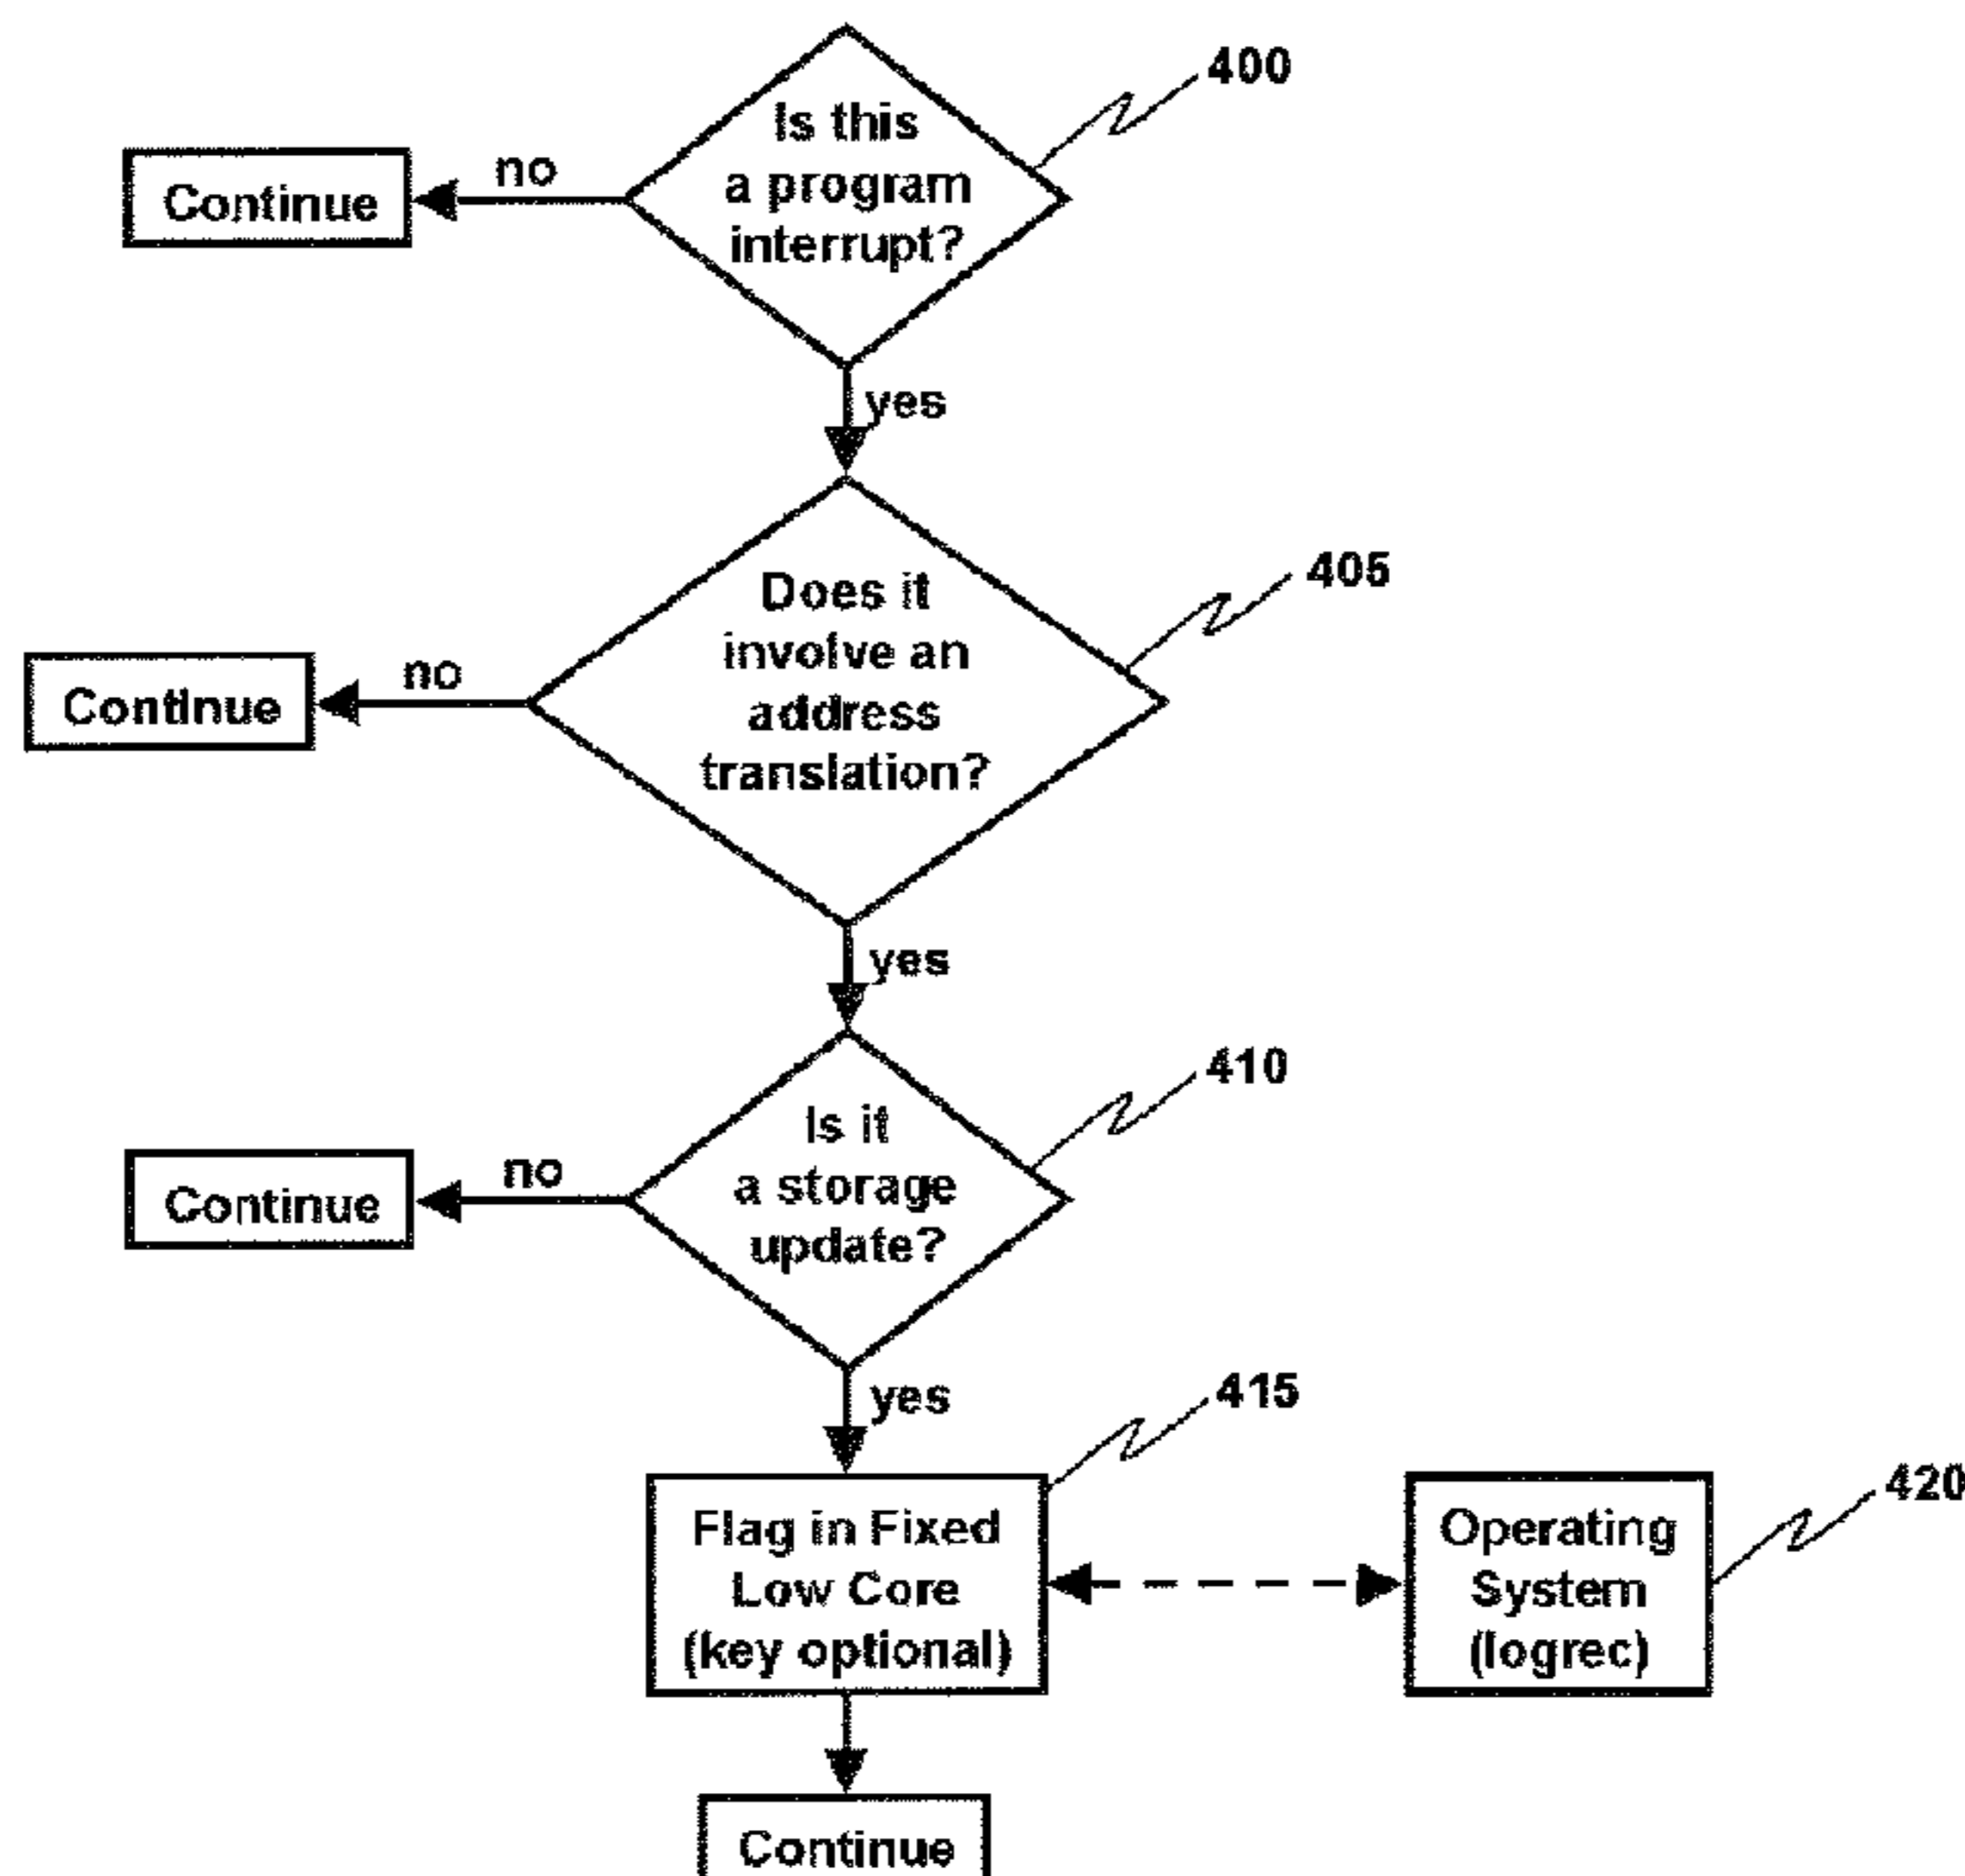 400
Is this
a program
interrupt?
no
Continue
yes
405
Does it
involve an
address
translation?
no
Continue
yes
410
Is it
a storage
update?
no
Continue
yes
415
Flag in Fixed
Low Core
(key optional)
420
Operating
System
(logrec)
Continue